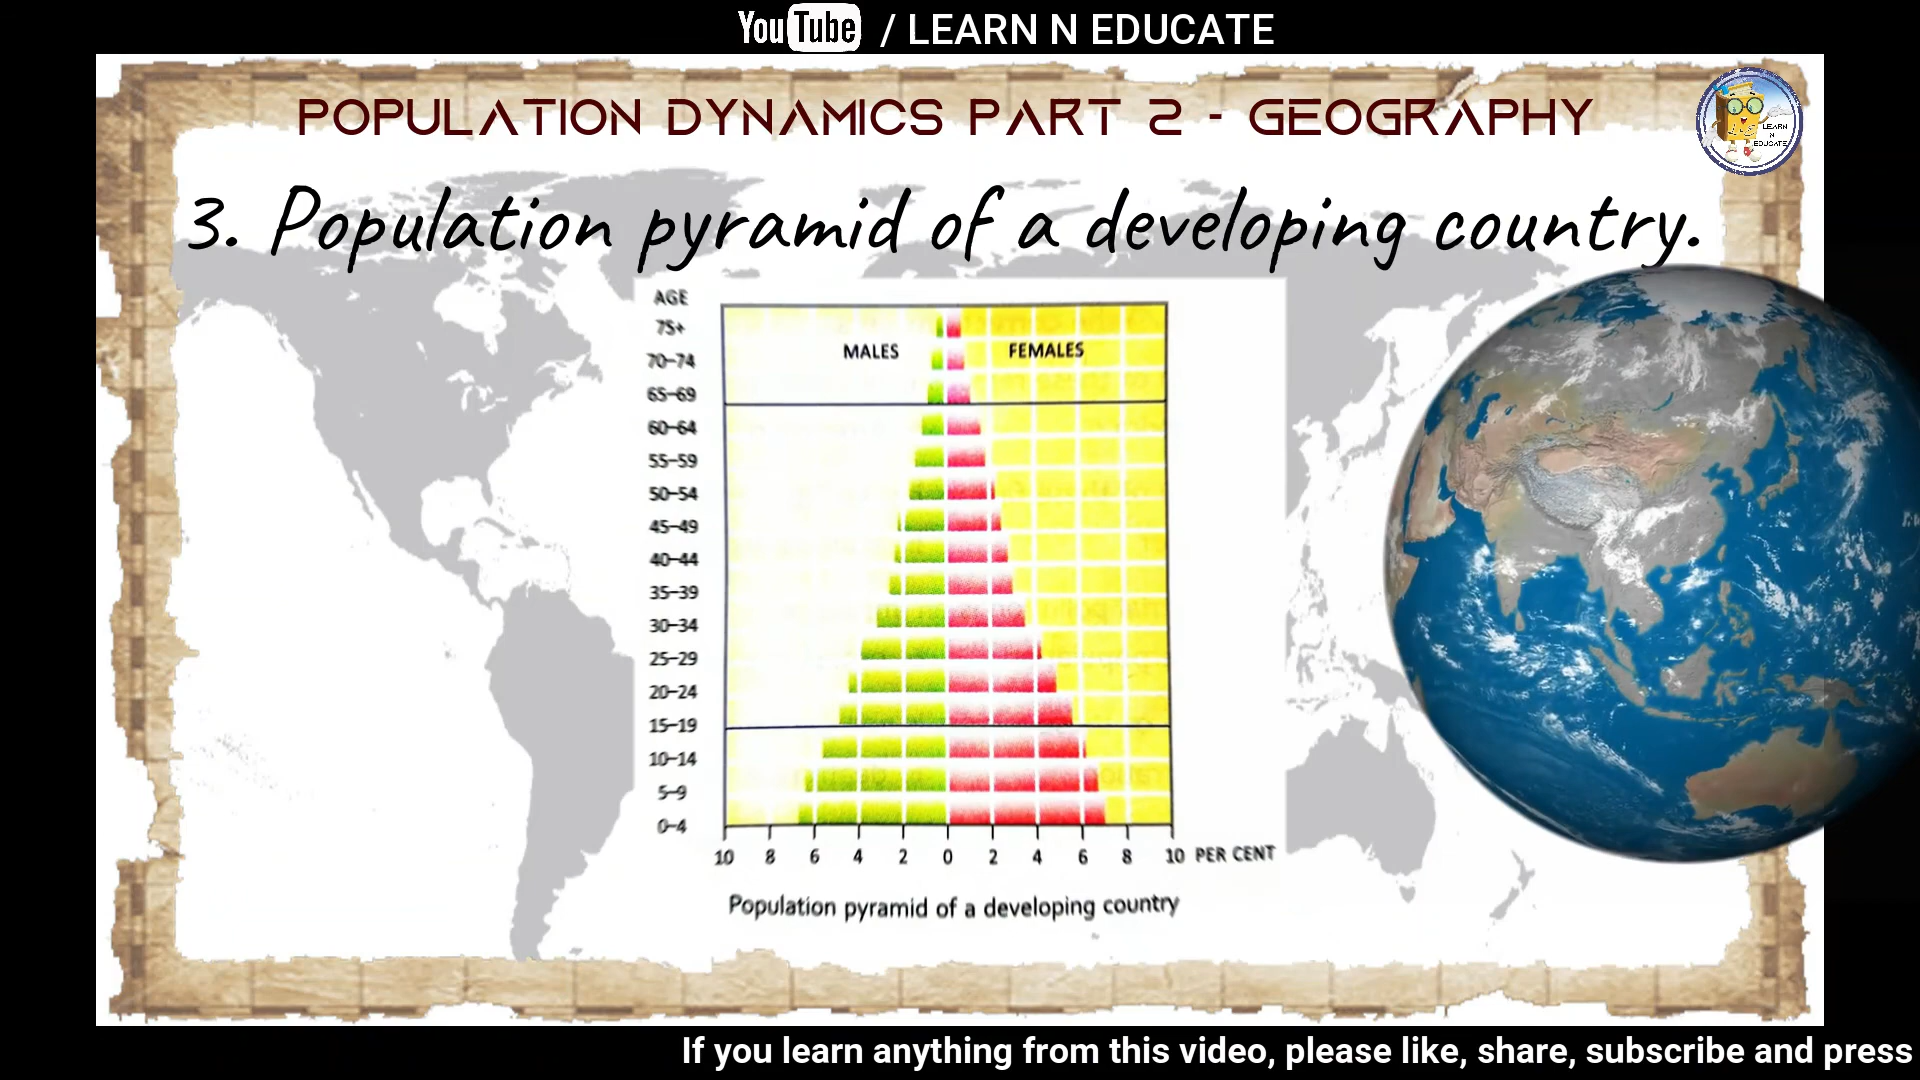 YouTube / LEARN N EDUCATE
POPULATION DYNAMICS PART 2 - GEOGRAPHY
LEARN
N
EDUCATE
3. Population pyramid of a developing country.
AGE
75+
MALES FEMALES
70–74
65–69
60–64
55–59
50–54
45–49
40–44
35–39
30–34
25–29
20–24
15–19
10–14
5–9
0–4
10 8 6 4 2 0 2 4 6 8 10 PER CENT
Population pyramid of a developing country
If you learn anything from this video, please like, share, subscribe and press